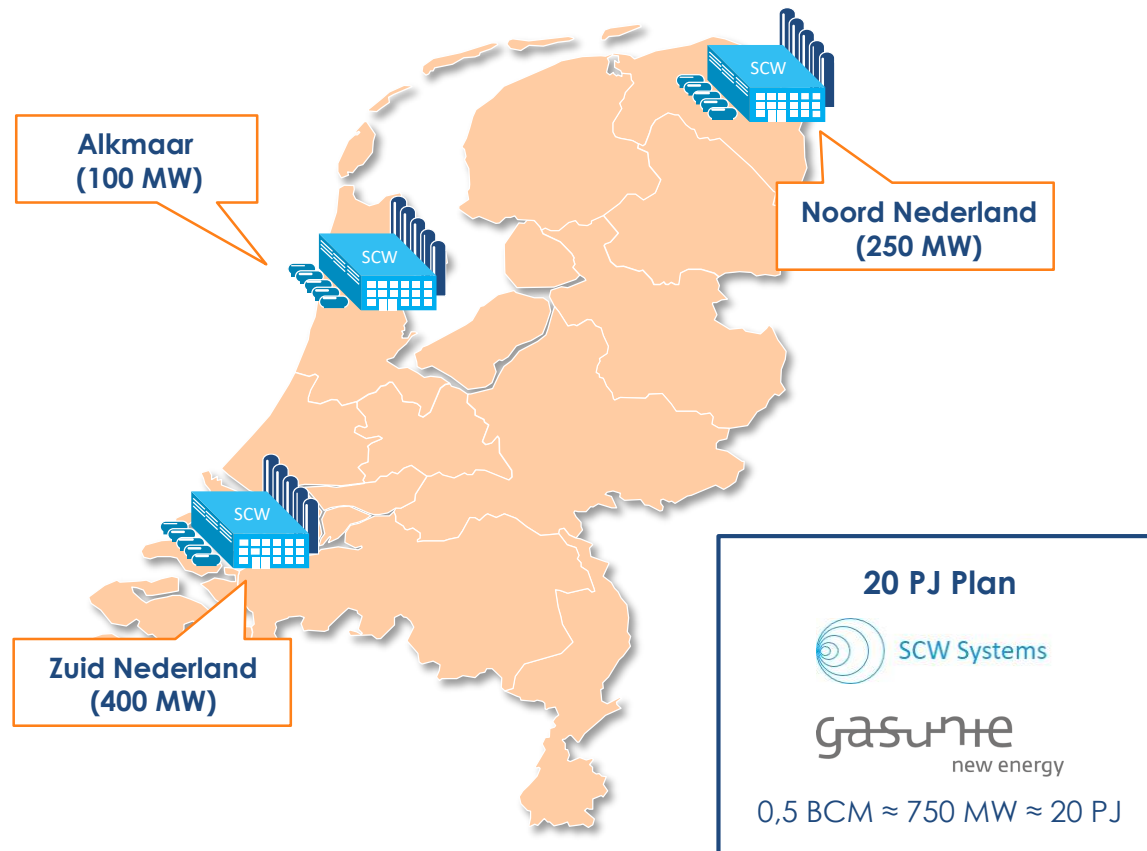 SCW
Alkmaar
(100 MW)
SCW
Noord Nederland
(250 MW)
SCW
Zuid Nederland
(400 MW)
20 PJ Plan
SCW Systems
gasunie
new energy
0,5 BCM ≈ 750 MW ≈ 20 PJ